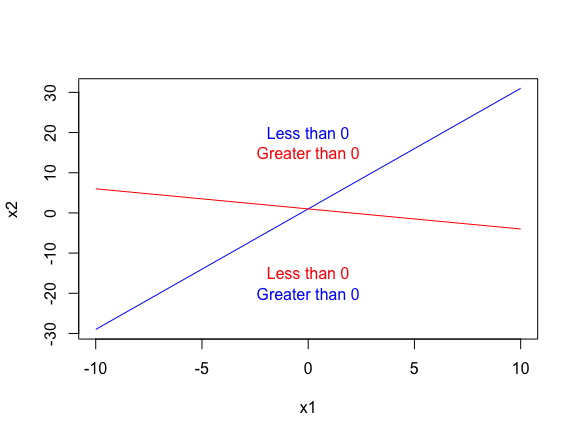 30
20
10
0
-10
-20
-30
x2
Less than 0
Greater than 0
Less than 0
Greater than 0
-10 -5 0 5 10
x1